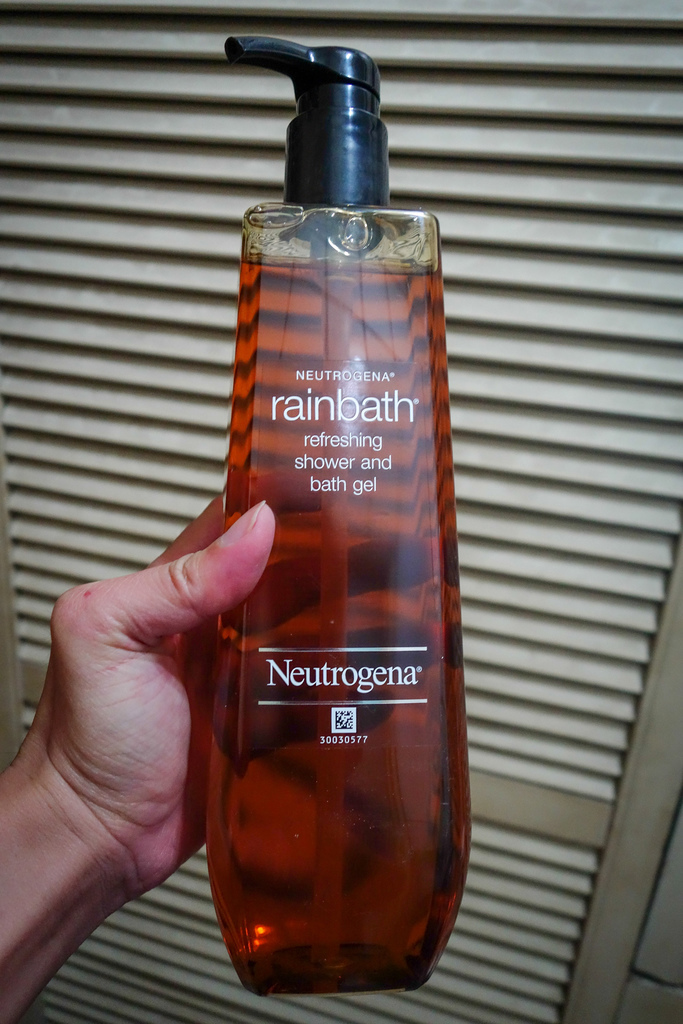 NEUTROGENA®
rainbath®
refreshing
shower and
bath gel
Neutrogena®
30030577